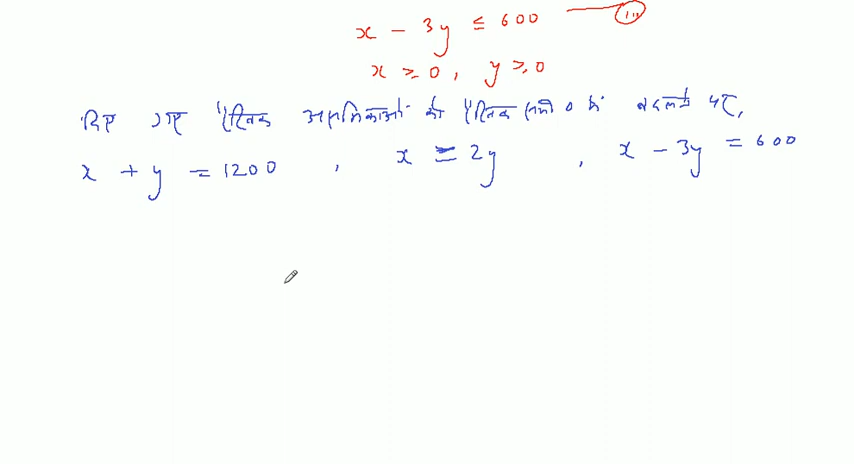 x - 3y ≤ 600 (iii)
x ≥ 0, y ≥ 0
दिए गए रैखिक असमिकाओं को रैखिक समी० में बदलने पर,
x + y = 1200, x = 2y, x - 3y = 600